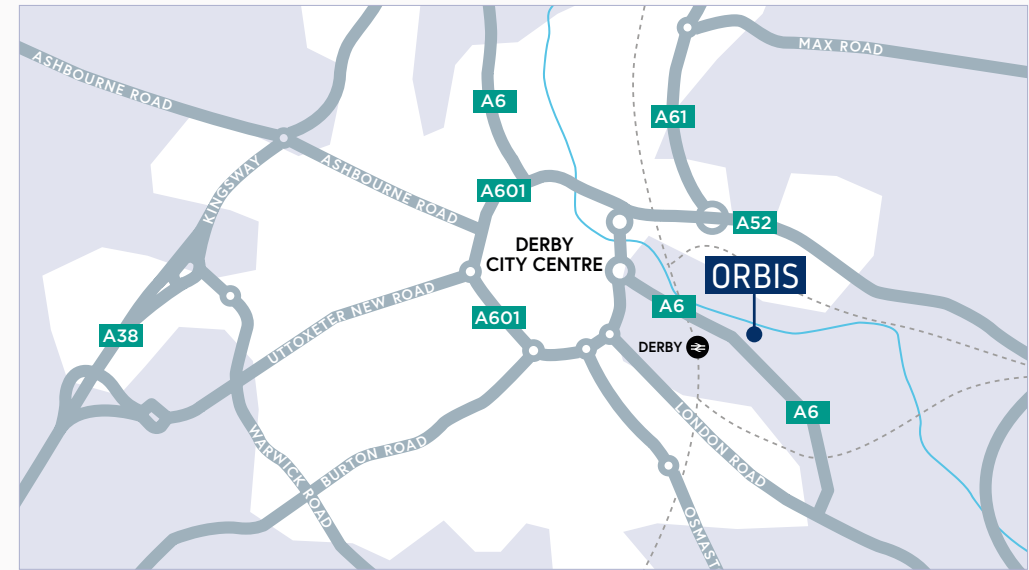 MAX ROAD
ASHBOURNE ROAD
A6
A61
ASHBOURNE ROAD
KINGSWAY
A601
A52
DERBY
CITY CENTRE
ORBIS
UTTOXETER NEW ROAD
A6
A601
A38
DERBY
A6
LONDON ROAD
WARWICK ROAD
BURTON ROAD
OSMAST